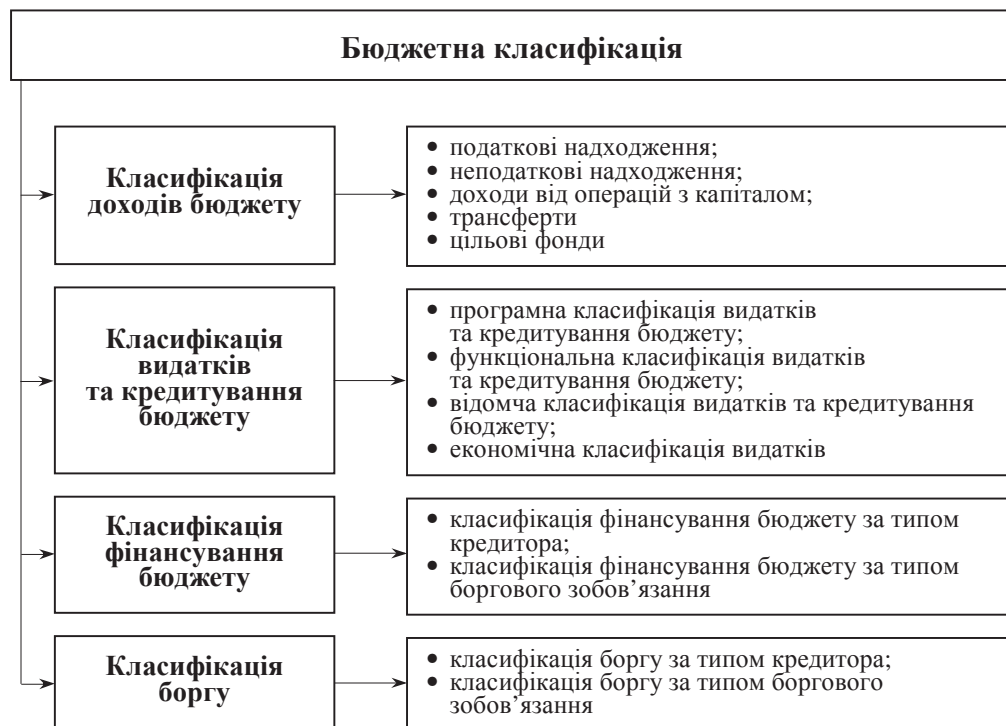 Бюджетна класифікація
Класифікація
доходів бюджету
• податкові надходження;
• неподаткові надходження;
• доходи від операцій з капіталом;
• трансферти
• цільові фонди
Класифікація
видатків
та кредитування
бюджету
• програмна класифікація видатків
та кредитування бюджету;
• функціональна класифікація видатків
та кредитування бюджету;
• відомча класифікація видатків та кредитування
бюджету;
• економічна класифікація видатків
Класифікація
фінансування
бюджету
• класифікація фінансування бюджету за типом
кредитора;
• класифікація фінансування бюджету за типом
боргового зобов’язання
Класифікація
боргу
• класифікація боргу за типом кредитора;
• класифікація боргу за типом боргового
зобов’язання